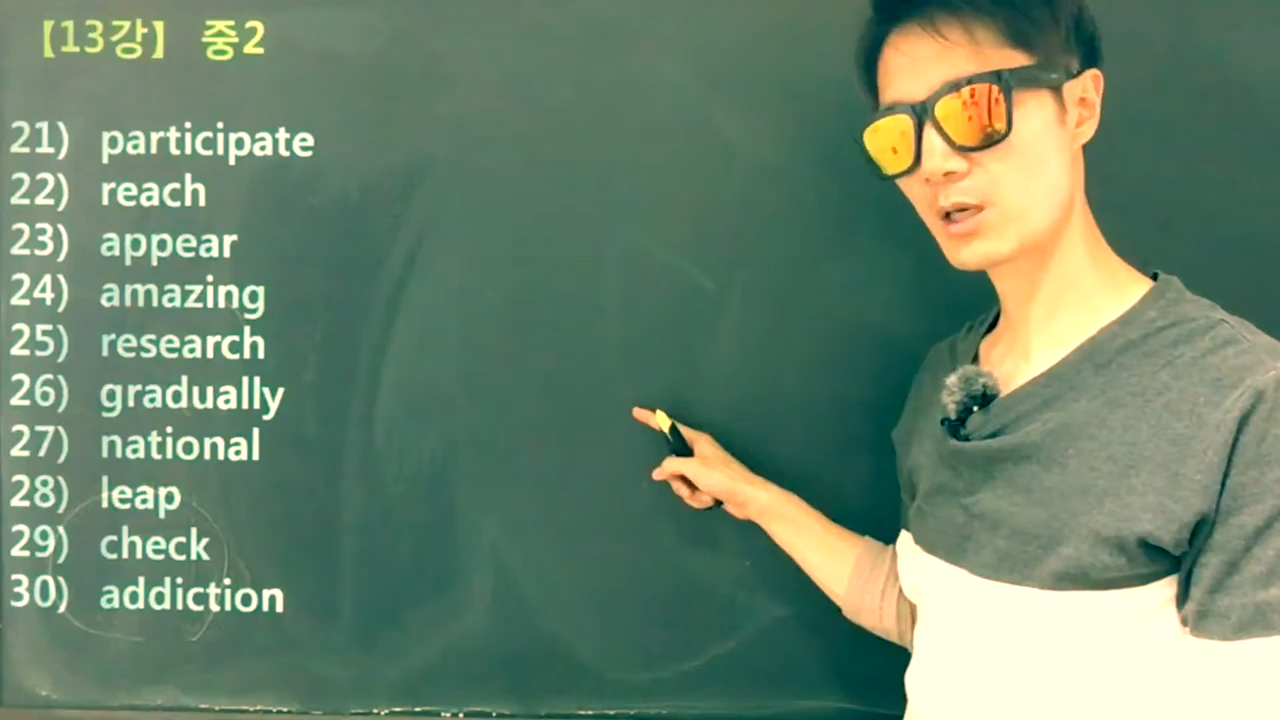 【13강】 중2
21) participate
22) reach
23) appear
24) amazing
25) research
26) gradually
27) national
28) leap
29) check
30) addiction